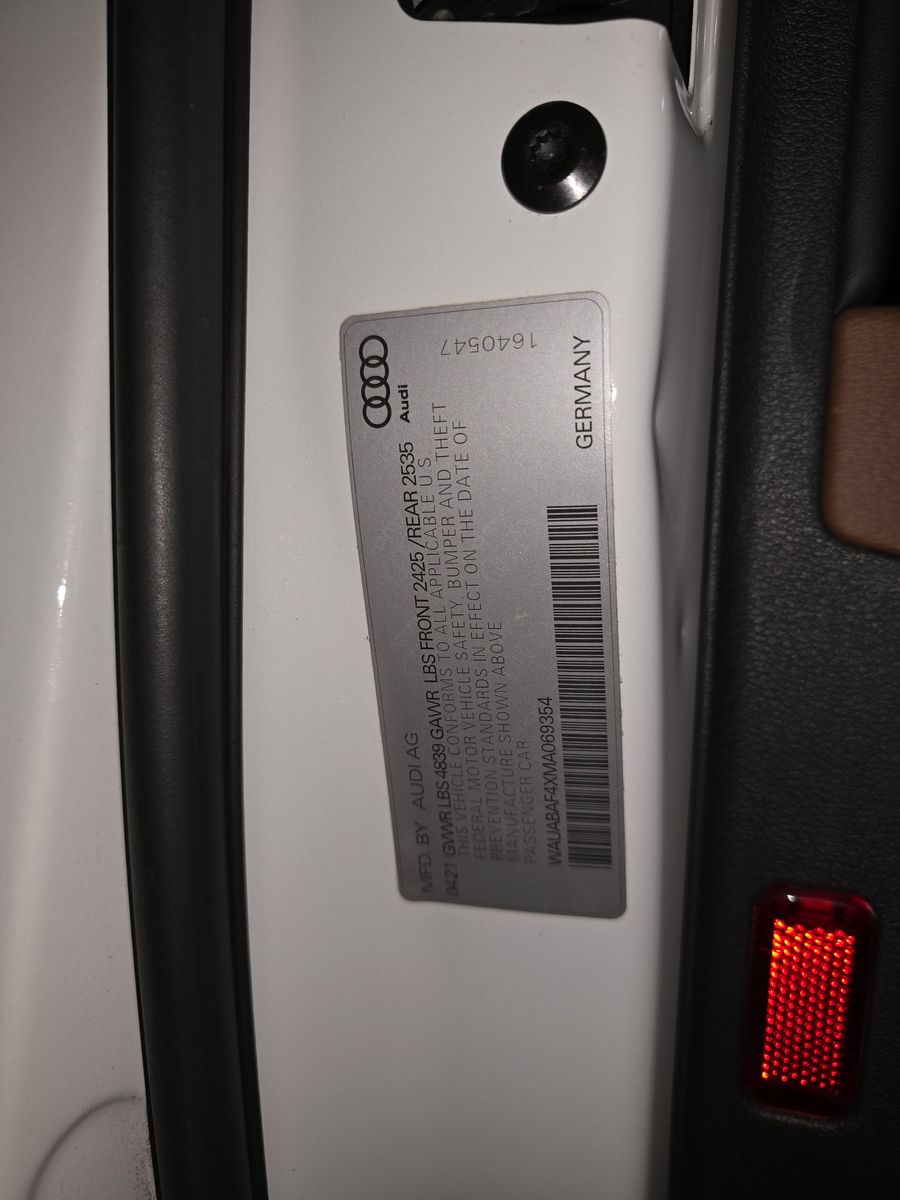 Audi
1640547
MFD. BY AUDI AG
0421 GVWR LBS 4839 GAWR LBS FRONT 2425 /REAR 2535
THIS VEHICLE CONFORMS TO ALL APPLICABLE U.S
FEDERAL MOTOR VEHICLE SAFETY, BUMPER AND THEFT
PREVENTION STANDARDS IN EFFECT ON THE DATE OF
MANUFACTURE SHOWN ABOVE
PASSENGER CAR
WAUABAF4XMA069354
GERMANY